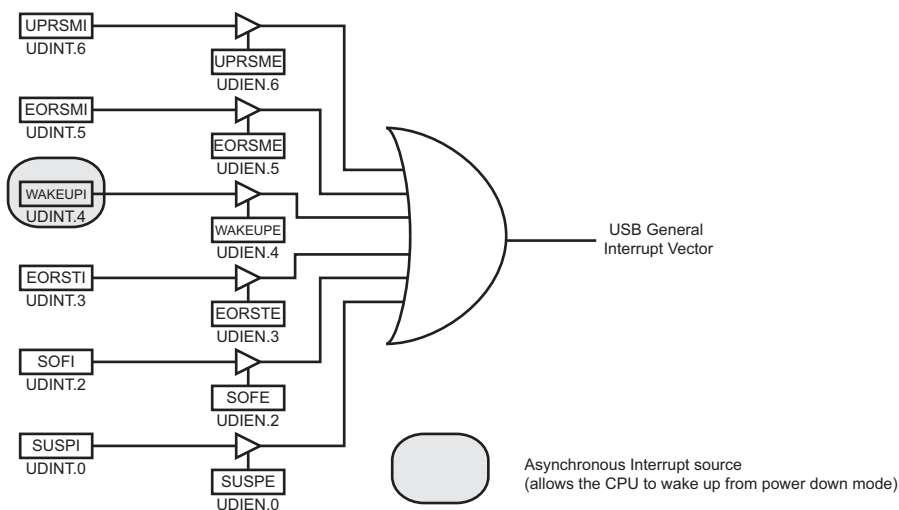 UPRSMI
UDINT.6
UPRSME
UDIEN.6
EORSMI
UDINT.5
EORSME
UDIEN.5
WAKEUPI
UDINT.4
WAKEUPE
UDIEN.4
EORSTI
UDINT.3
EORSTE
UDIEN.3
SOFI
UDINT.2
SOFE
UDIEN.2
SUSPI
UDINT.0
SUSPE
UDIEN.0
USB General
Interrupt Vector
Asynchronous Interrupt source
(allows the CPU to wake up from power down mode)